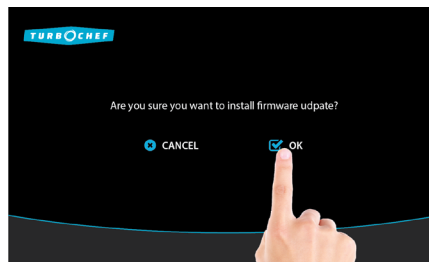 TURBOCHEF
Are you sure you want to install firmware udpate?
CANCEL OK